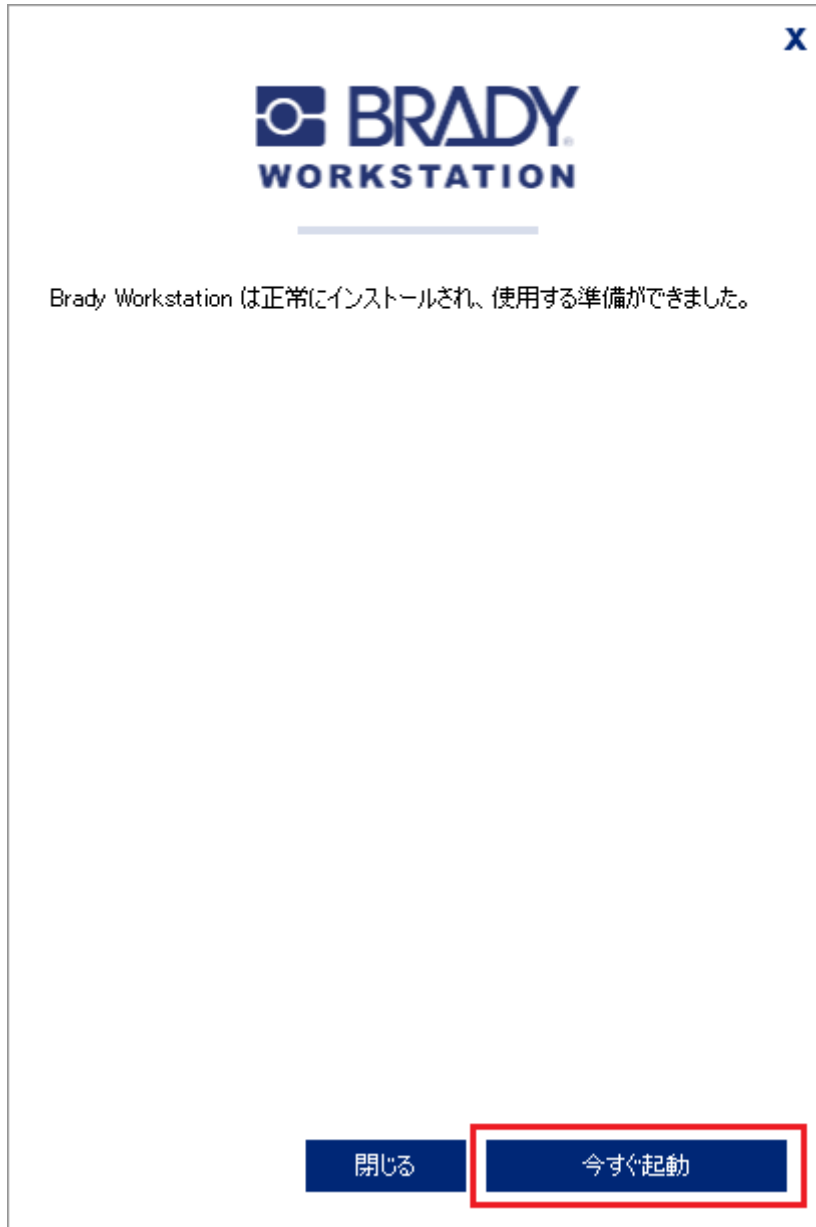 X
BRADY®
WORKSTATION
Brady Workstation は正常にインストールされ、使用する準備ができました。
閉じる
今すぐ起動